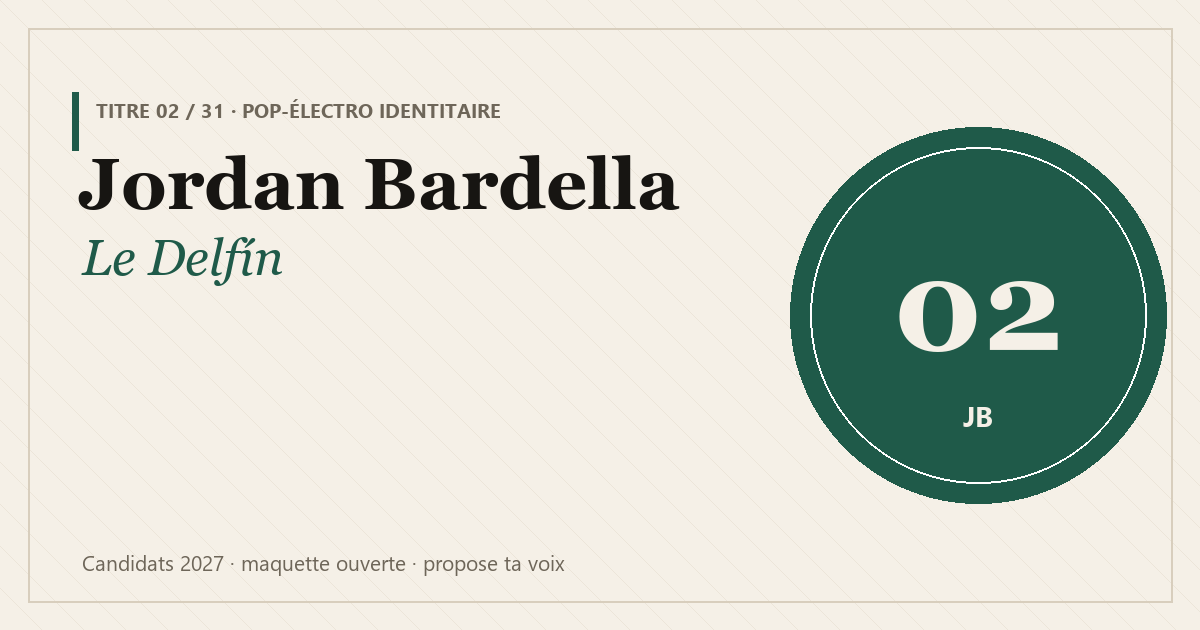 TITRE 02 / 31 · POP-ÉLECTRO IDENTITAIRE
Jordan Bardella
Le Delfín
02
JB
Candidats 2027 · maquette ouverte · propose ta voix